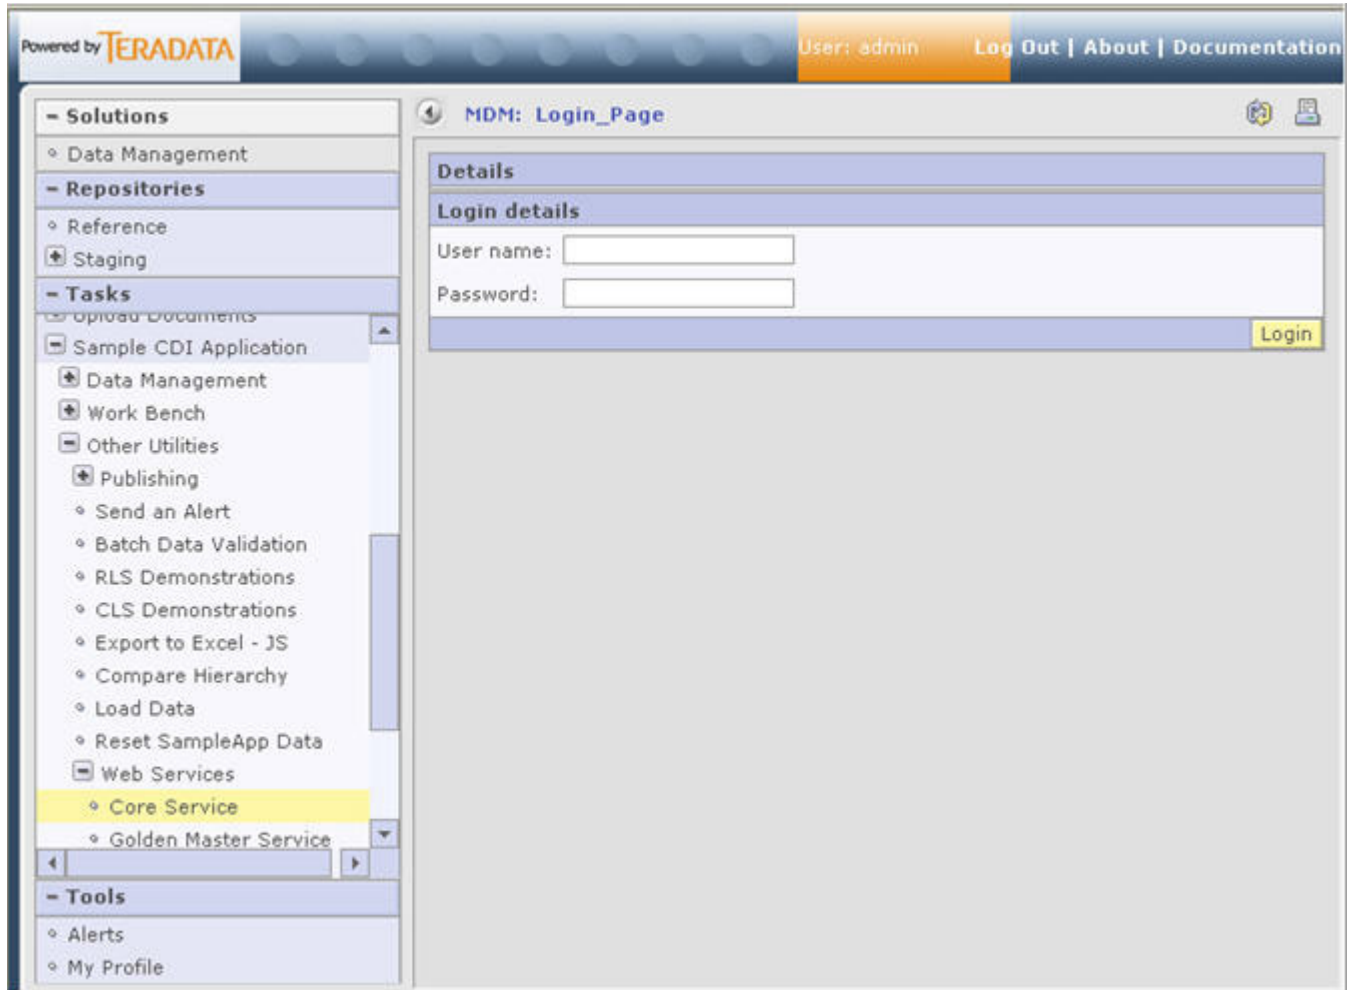 Powered by TERADATA
User: admin
Log Out | About | Documentation
- Solutions
Data Management
- Repositories
Reference
Staging
- Tasks
Upload Documents
Sample CDI Application
Data Management
Work Bench
Other Utilities
Publishing
Send an Alert
Batch Data Validation
RLS Demonstrations
CLS Demonstrations
Export to Excel - JS
Compare Hierarchy
Load Data
Reset SampleApp Data
Web Services
Core Service
Golden Master Service
- Tools
Alerts
My Profile
MDM: Login_Page
Details
Login details
User name:
Password:
Login